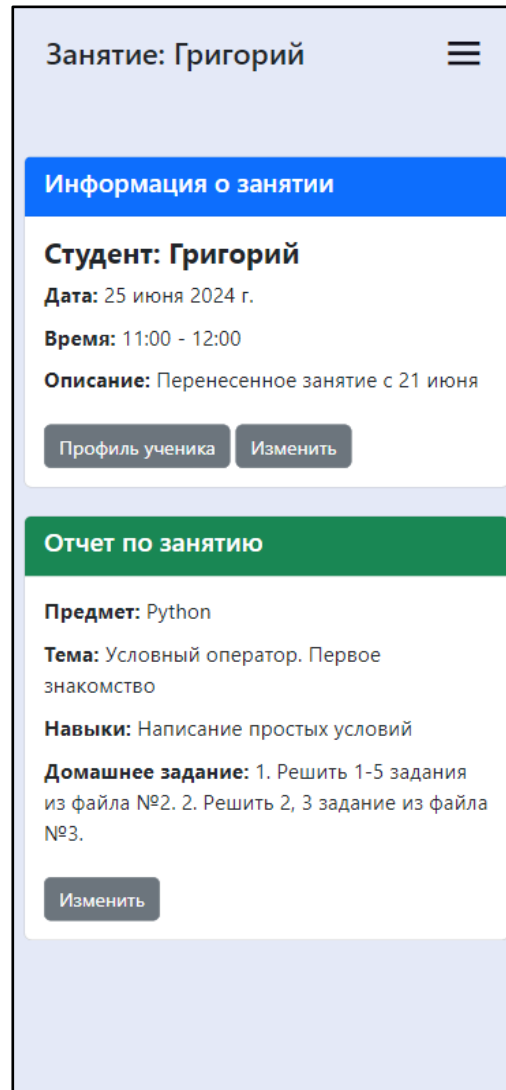 Занятие: Григорий
Информация о занятии
Студент: Григорий
Дата: 25 июня 2024 г.
Время: 11:00 - 12:00
Описание: Перенесенное занятие с 21 июня
Профиль ученика Изменить
Отчет по занятию
Предмет: Python
Тема: Условный оператор. Первое
знакомство
Навыки: Написание простых условий
Домашнее задание: 1. Решить 1-5 задания
из файла №2. 2. Решить 2, 3 задание из файла
№3.
Изменить